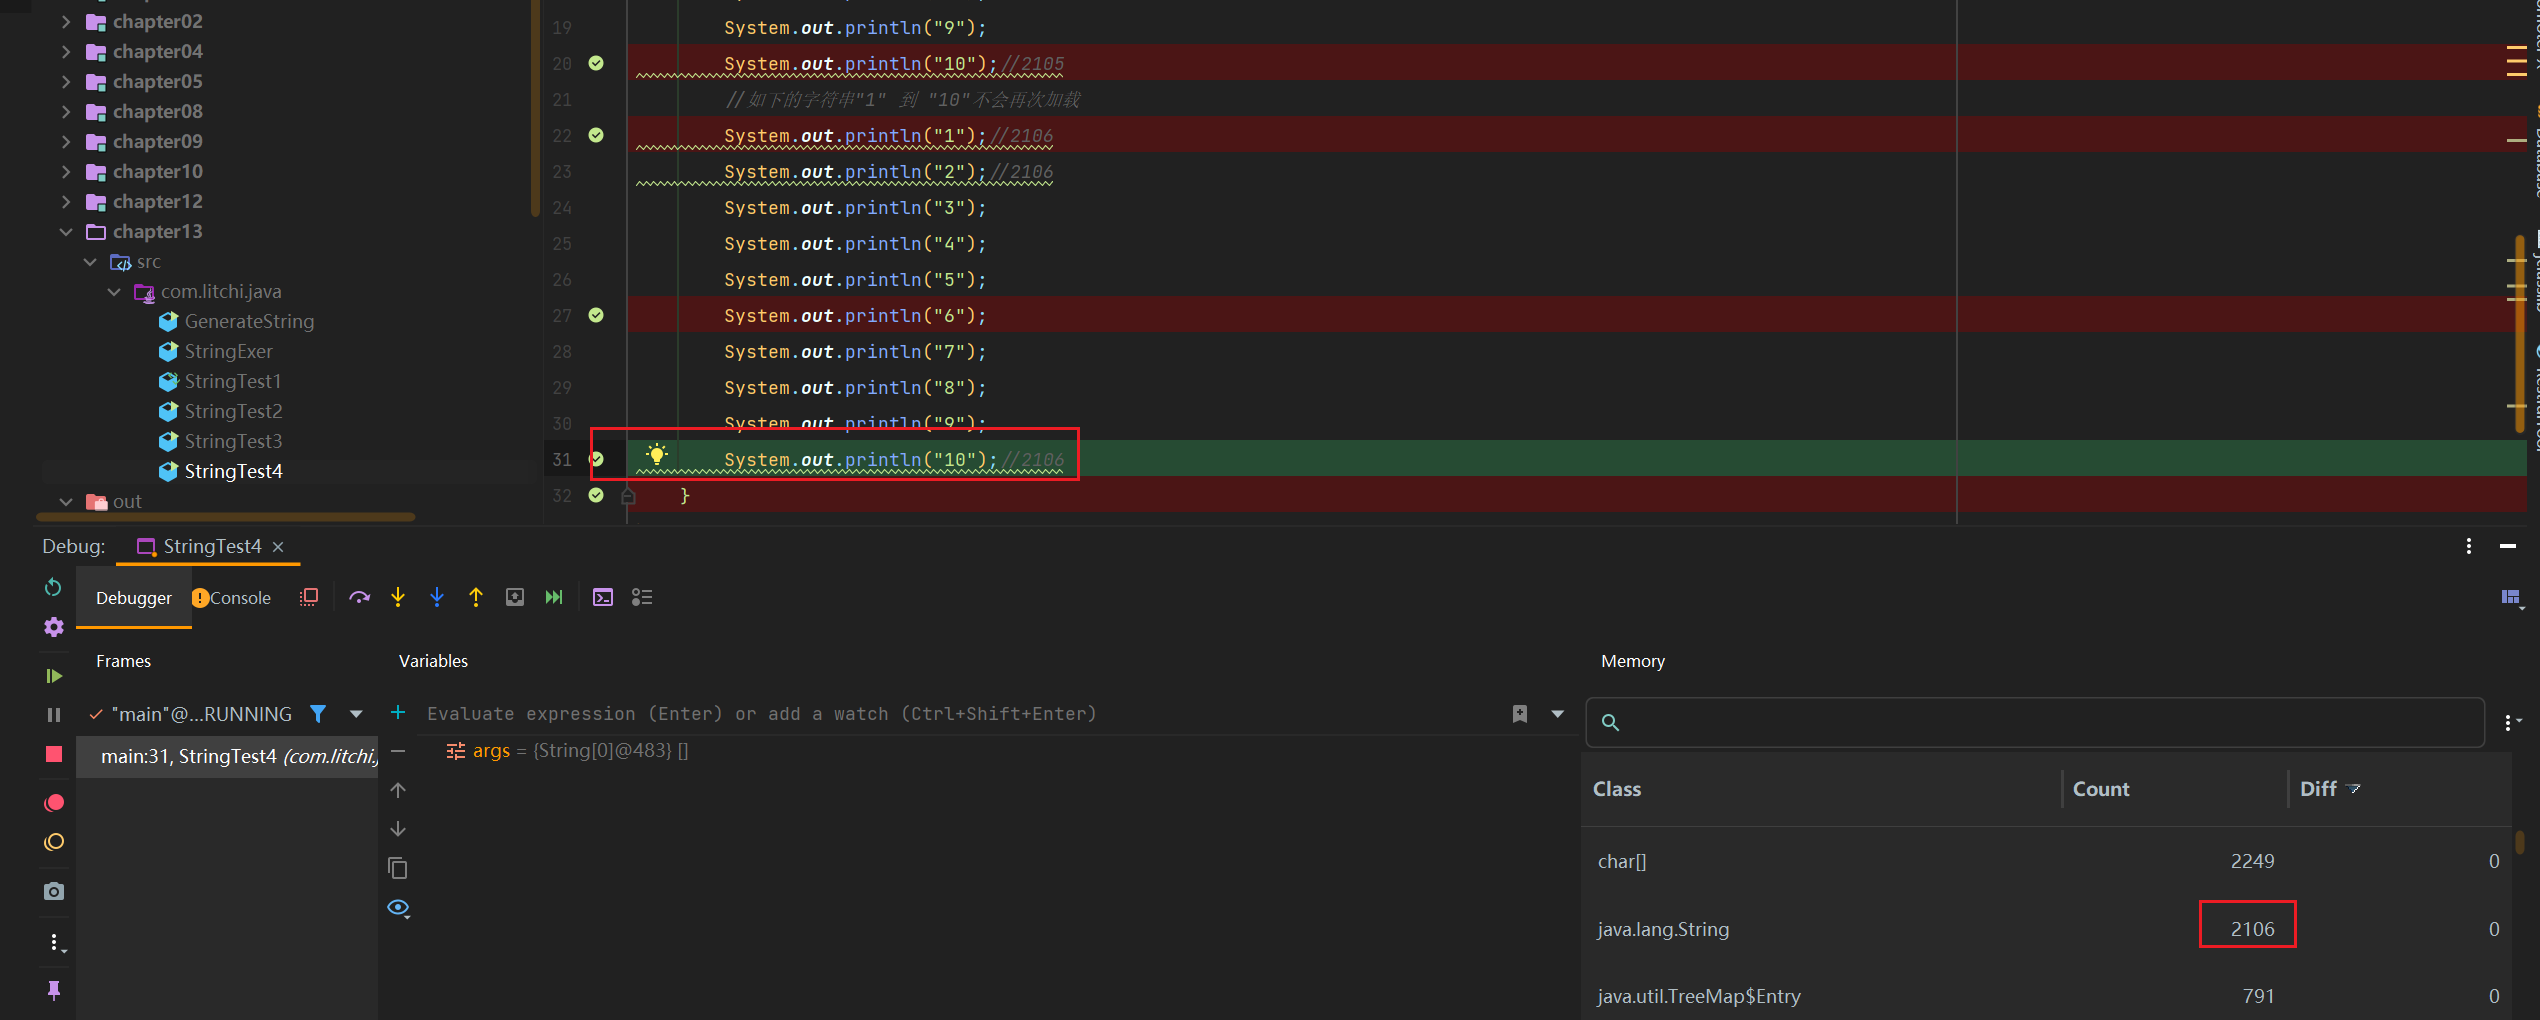 chapter02
chapter04
chapter05
chapter08
chapter09
chapter10
chapter12
chapter13
src
com.litchi.java
GenerateString
StringExer
StringTest1
StringTest2
StringTest3
StringTest4
out
19 System.out.println("9");
20 System.out.println("10");//2105
21 //如下的字符串"1" 到 "10"不会再次加载
22 System.out.println("1");//2106
23 System.out.println("2");//2106
24 System.out.println("3");
25 System.out.println("4");
26 System.out.println("5");
27 System.out.println("6");
28 System.out.println("7");
29 System.out.println("8");
30 System.out.println("9");
31 System.out.println("10");//2106
32 }
Database
Debug: StringTest4
Debugger Console
Frames Variables Memory
"main"@...RUNNING
Evaluate expression (Enter) or add a watch (Ctrl+Shift+Enter)
main:31, StringTest4 (com.litchi.j
args = {String[0]@483} []
Class Count Diff
char[] 2249 0
java.lang.String 2106 0
java.util.TreeMap$Entry 791 0